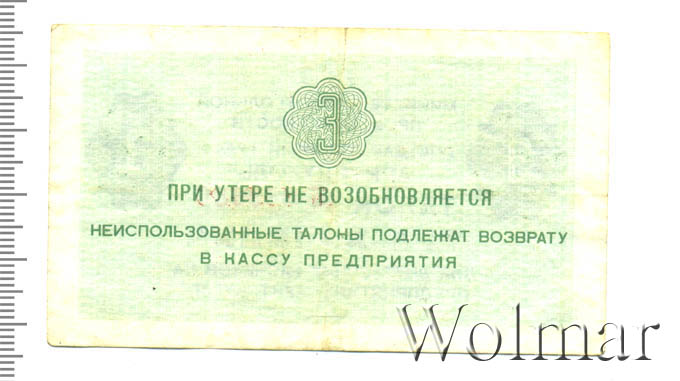 3
ПРИ УТЕРЕ НЕ ВОЗОБНОВЛЯЕТСЯ
НЕИСПОЛЬЗОВАННЫЕ ТАЛОНЫ ПОДЛЕЖАТ ВОЗВРАТУ
В КАССУ ПРЕДПРИЯТИЯ
Wolmar